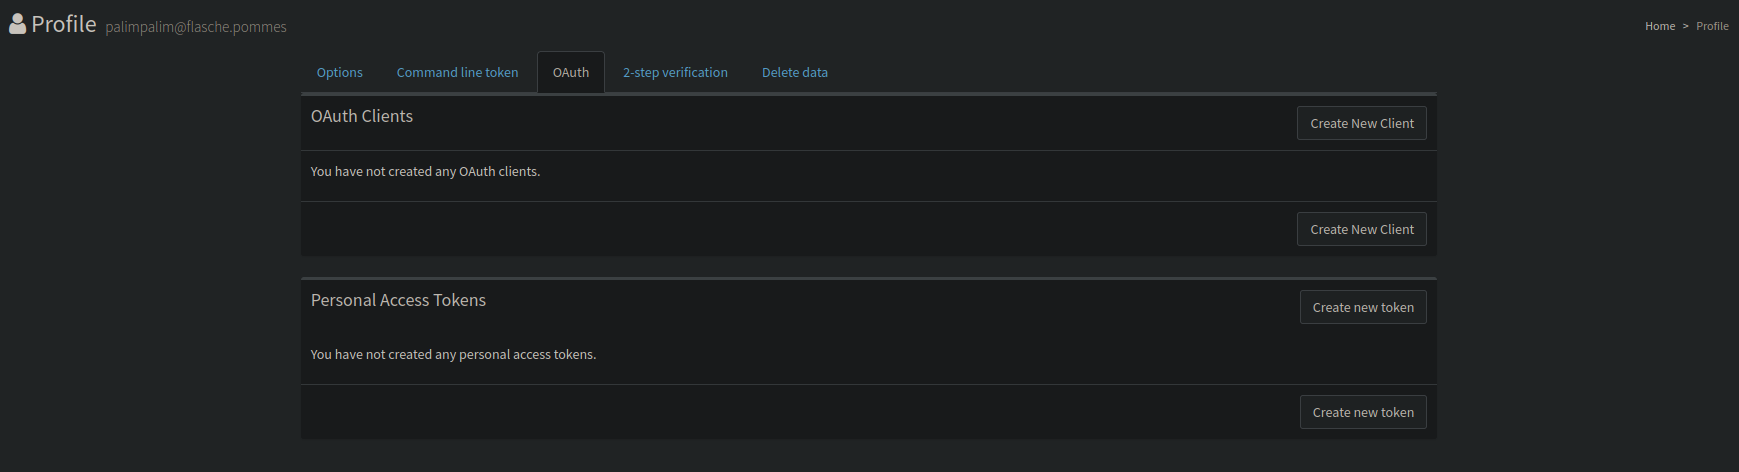 Profile palimpalim@flasche.pommes
Home > Profile
Options Command line token OAuth 2-step verification Delete data
OAuth Clients
Create New Client
You have not created any OAuth clients.
Create New Client
Personal Access Tokens
Create new token
You have not created any personal access tokens.
Create new token